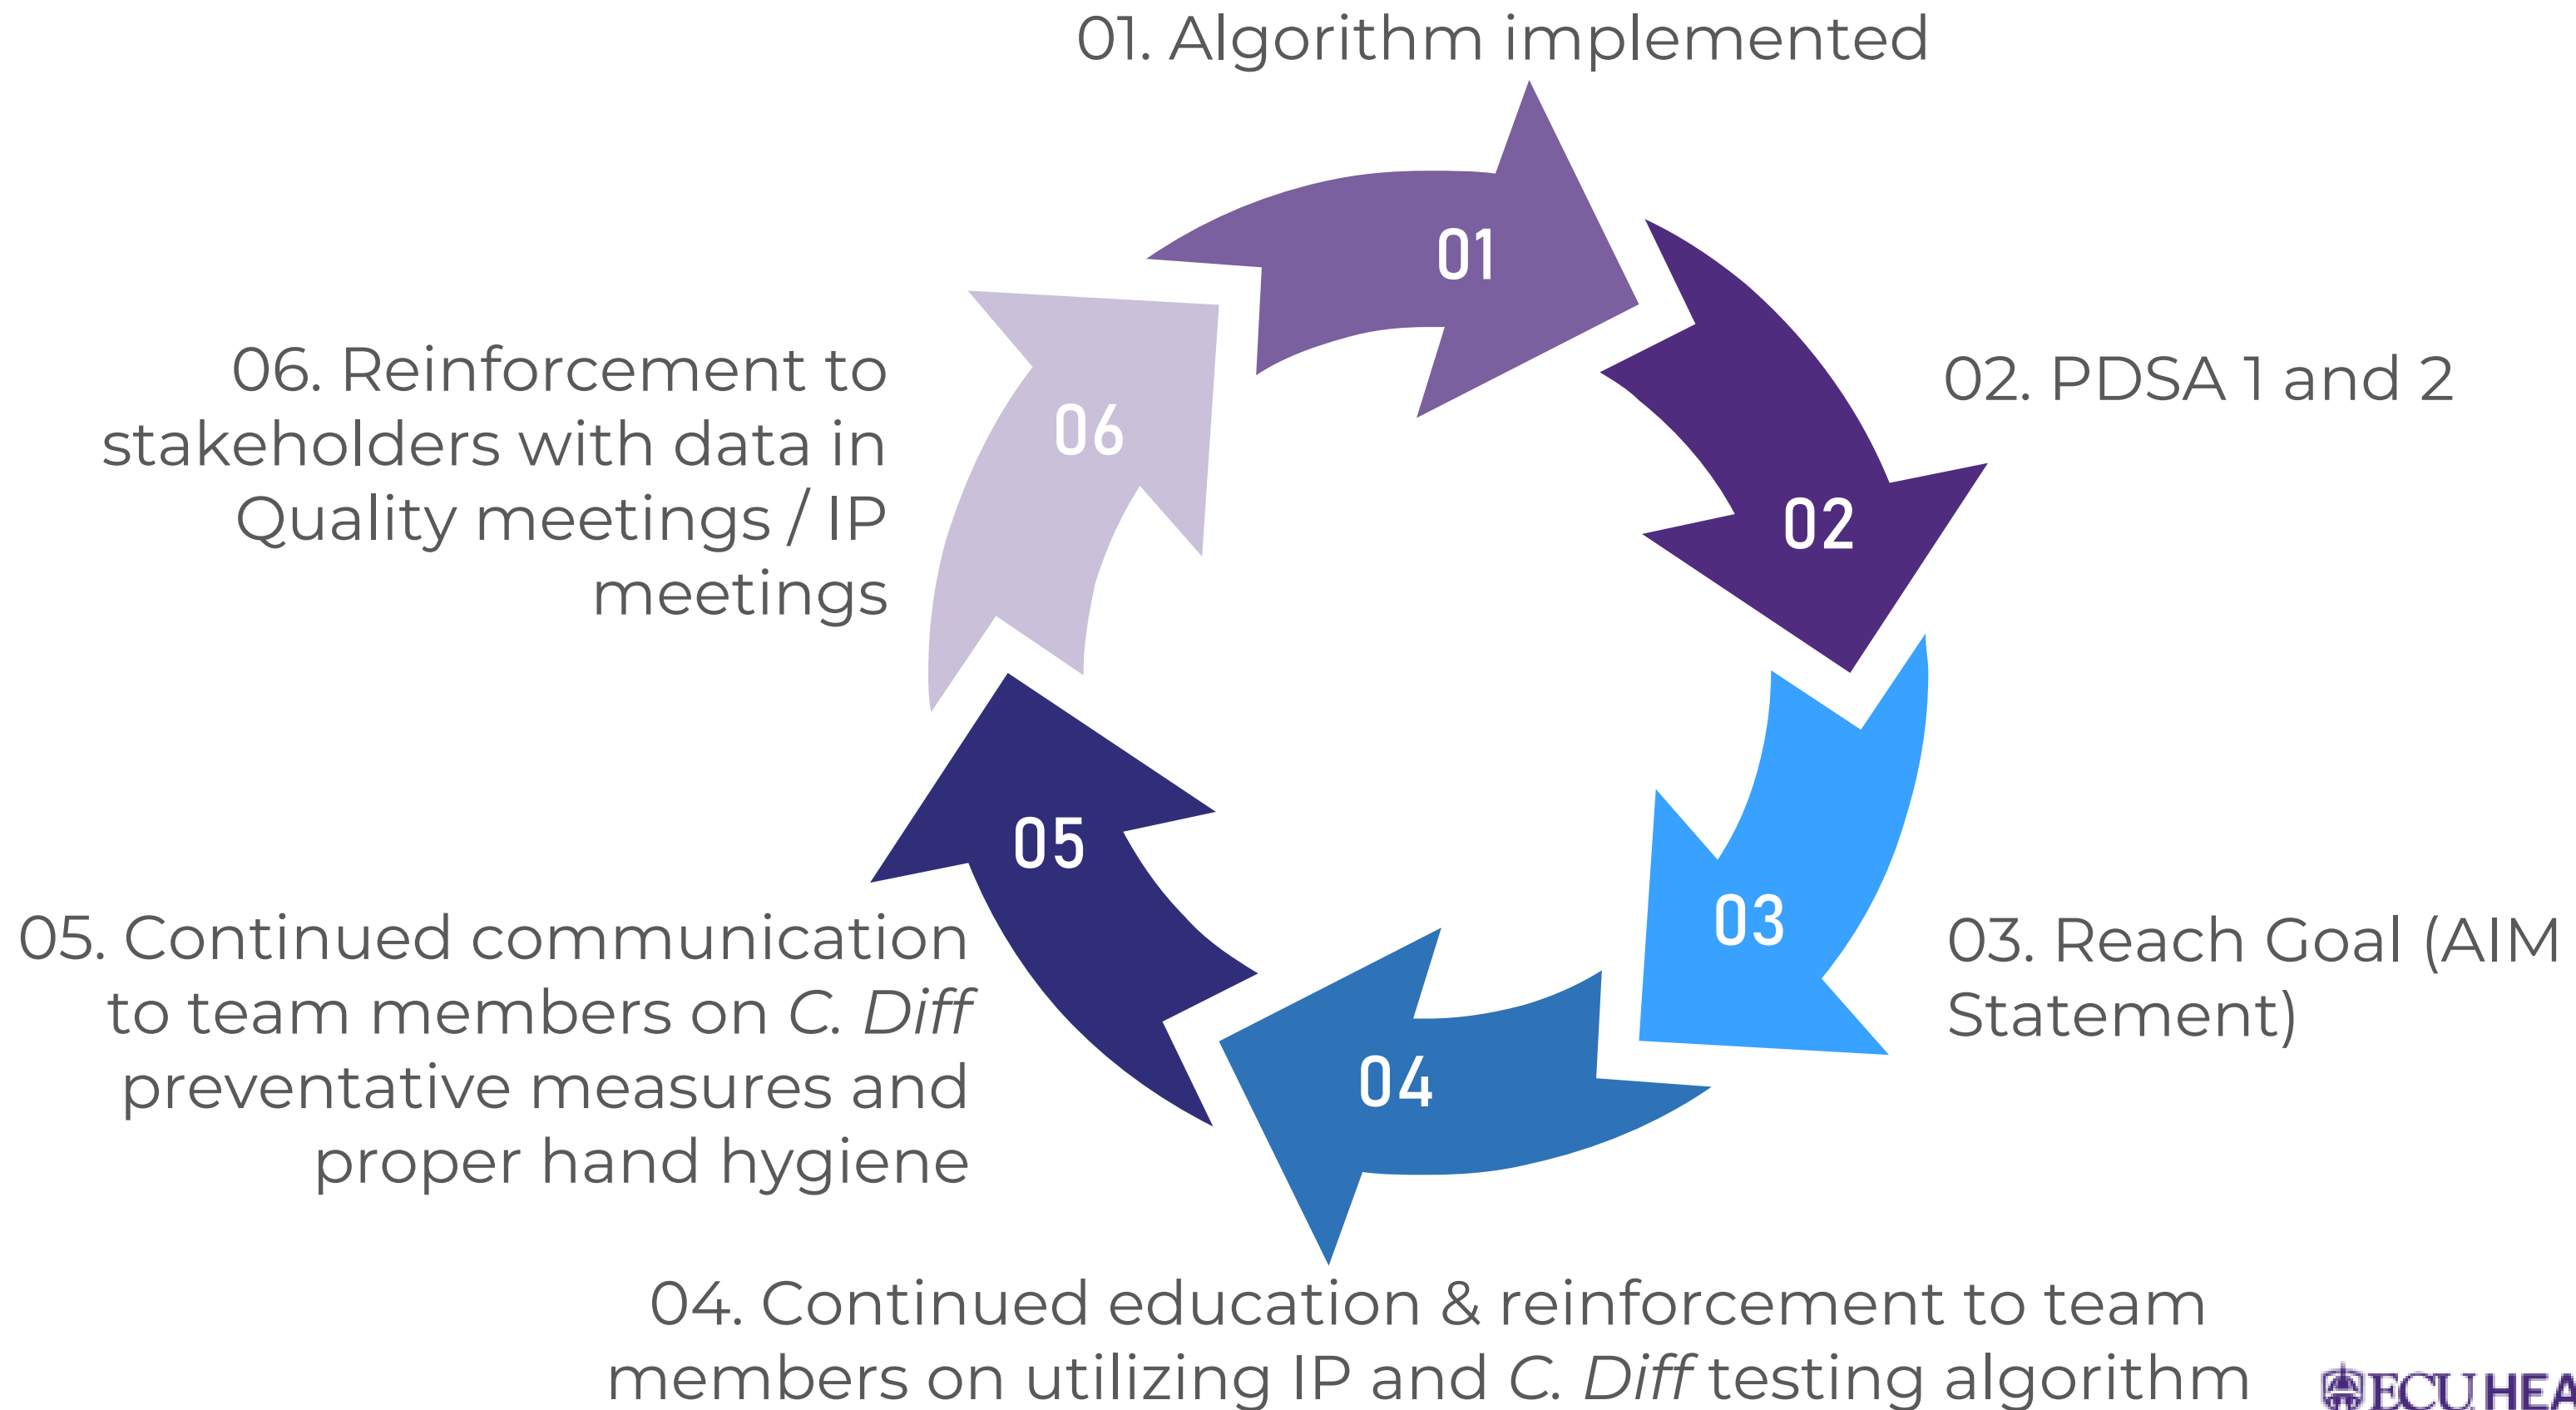 01. Algorithm implemented
01
02
03
04
05
06
02. PDSA 1 and 2
03. Reach Goal (AIM
Statement)
04. Continued education & reinforcement to team
members on utilizing IP and C. Diff testing algorithm
05. Continued communication
to team members on C. Diff
preventative measures and
proper hand hygiene
06. Reinforcement to
stakeholders with data in
Quality meetings / IP
meetings
ECU HEA